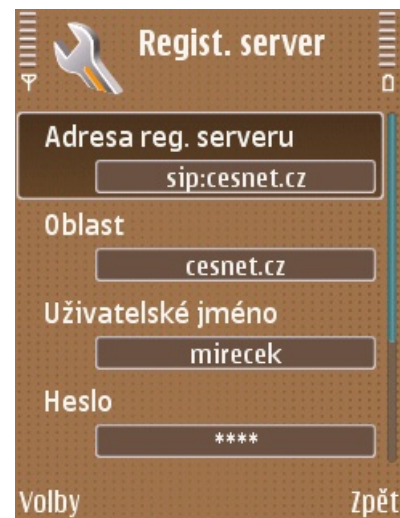 Regist. server
Adresa reg. serveru
sip:cesnet.cz
Oblast
cesnet.cz
Uživatelské jméno
mirecek
Heslo
****
Volby Zpět